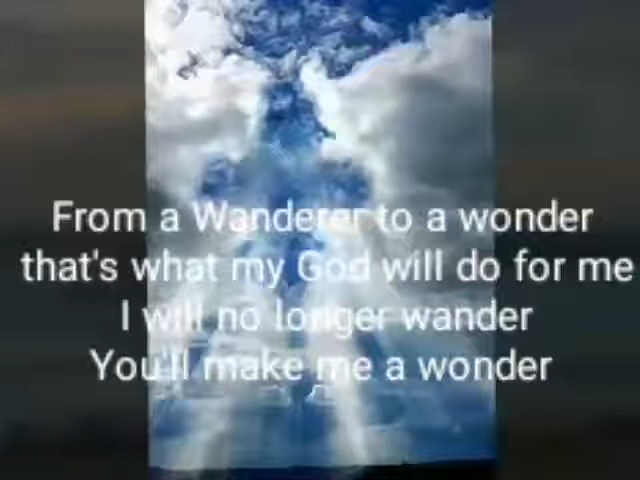 From a Wanderer to a wonder
that's what my God will do for me
I will no longer wander
You'll make me a wonder